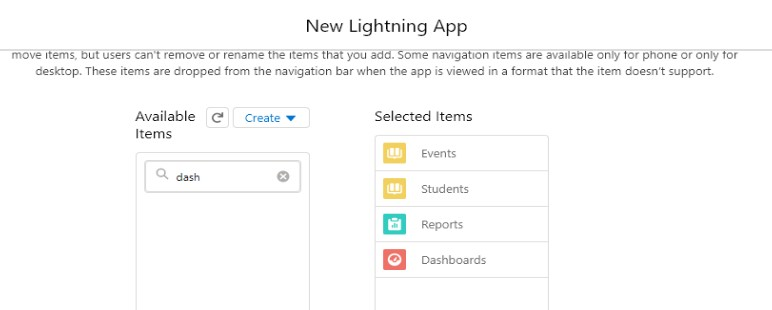 New Lightning App
move items, but users can't remove or rename the items that you add. Some navigation items are available only for phone or only for
desktop. These items are dropped from the navigation bar when the app is viewed in a format that the item doesn't support.
Available
Items
Create
dash
Selected Items
Events
Students
Reports
Dashboards